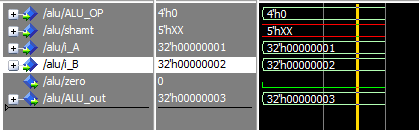 /alu/ALU_OP 4'h0 4'h0
/alu/shamt 5'hXX 5'hXX
/alu/i_A 32'h00000001 32'h00000001
/alu/i_B 32'h00000002 32'h00000002
/alu/zero 0
/alu/ALU_out 32'h00000003 32'h00000003